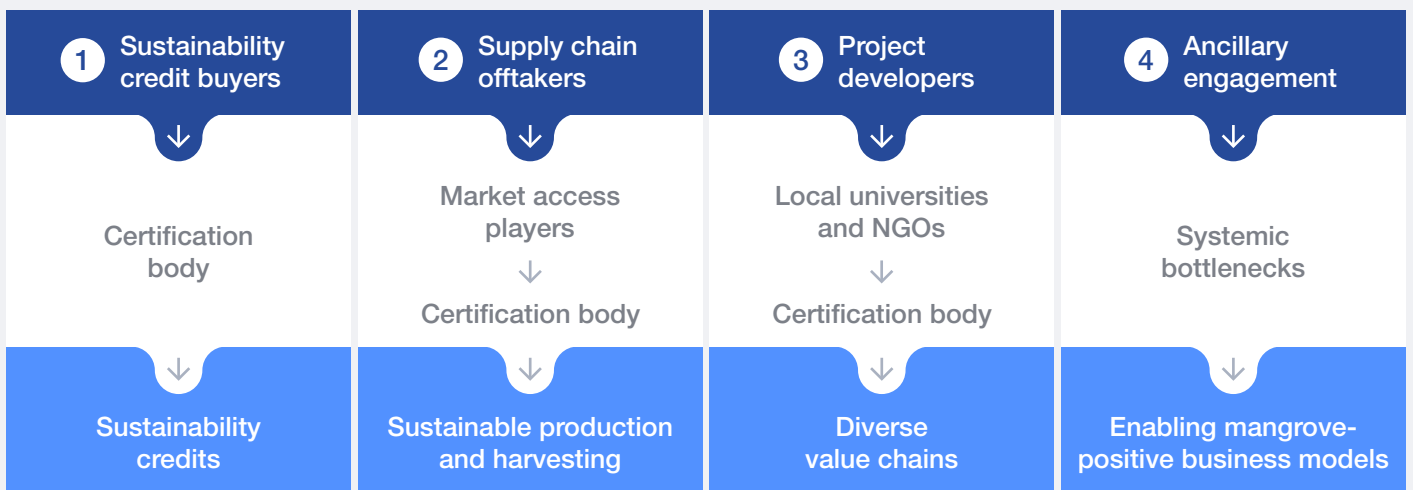 1
Sustainability
credit buyers
Certification
body
Sustainability
credits
2
Supply chain
offtakers
Market access
players
Certification body
Sustainable production
and harvesting
3
Project
developers
Local universities
and NGOs
Certification body
Diverse
value chains
4
Ancillary
engagement
Systemic
bottlenecks
Enabling mangrove-
positive business models